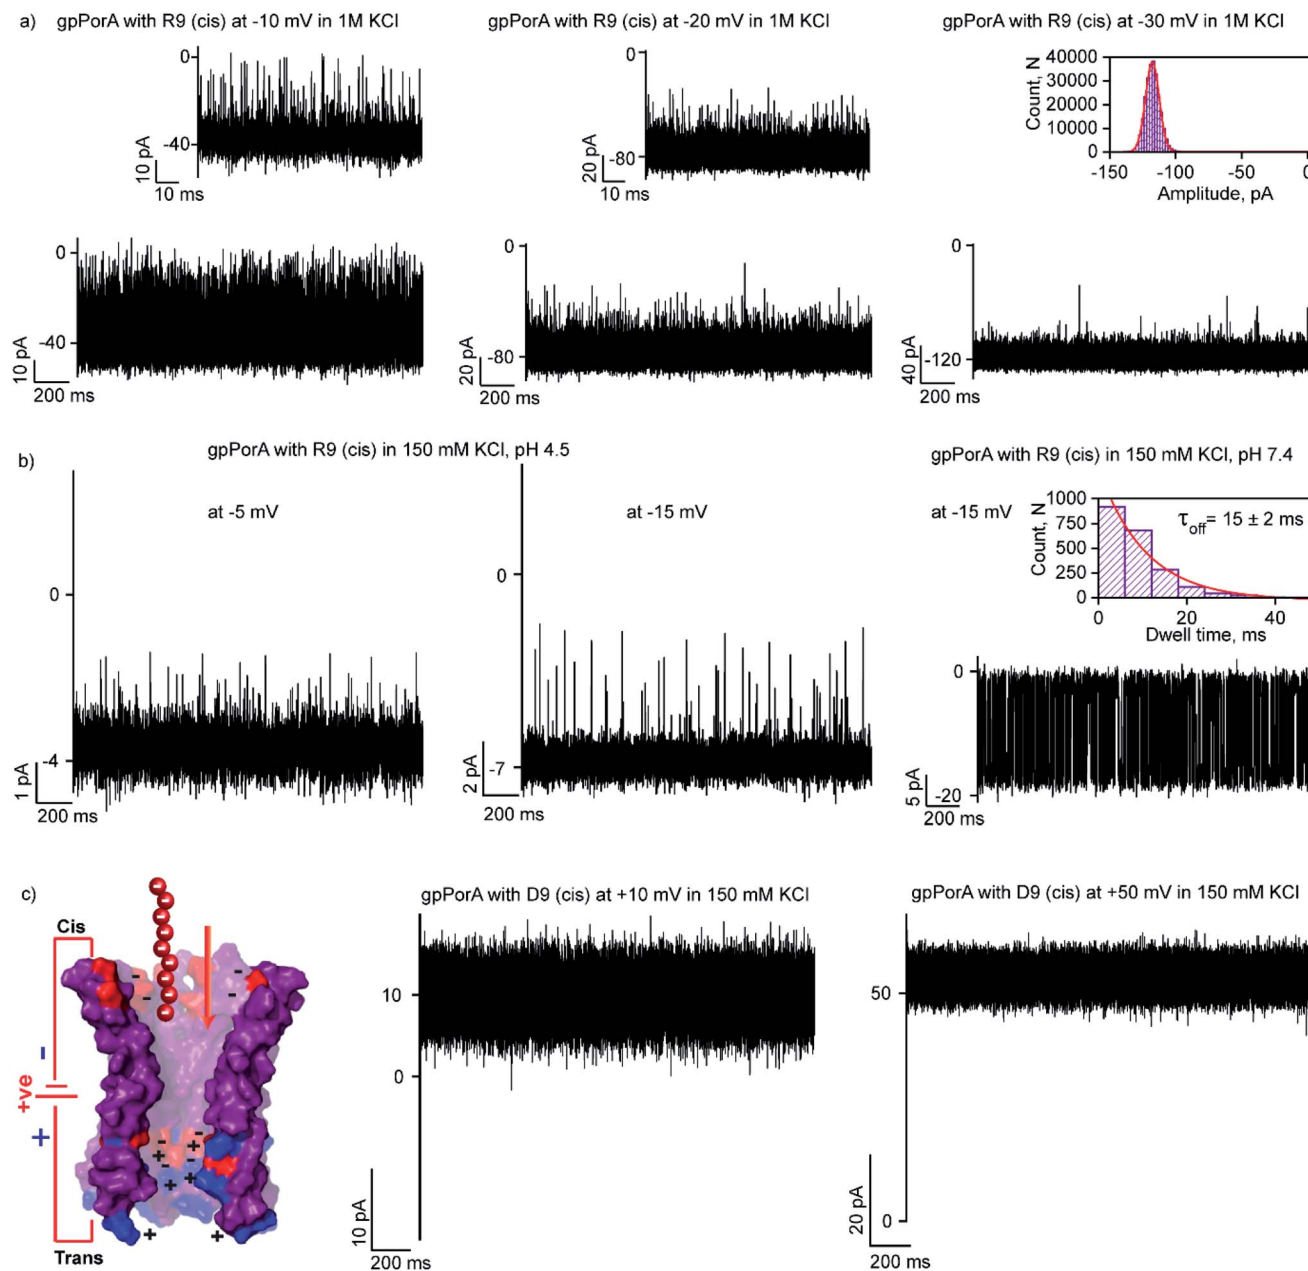 a) gpPorA with R9 (cis) at -10 mV in 1M KCl
0
-40
10 pA
10 ms
gpPorA with R9 (cis) at -20 mV in 1M KCl
0
-80
20 pA
10 ms
gpPorA with R9 (cis) at -30 mV in 1M KCl
Count, N
40000
30000
20000
10000
0
-150 -100 -50 0
Amplitude, pA
0
-40
10 pA
200 ms
0
-80
20 pA
200 ms
0
-120
40 pA
200 ms
b) gpPorA with R9 (cis) in 150 mM KCl, pH 4.5
at -5 mV
0
-4
1 pA
200 ms
at -15 mV
0
-7
2 pA
200 ms
gpPorA with R9 (cis) in 150 mM KCl, pH 7.4
at -15 mV
Count, N
1000
750
500
250
0
τoff= 15 ± 2 ms
0 20 40
Dwell time, ms
0
-20
5 pA
200 ms
c)
Cis
-
+ve
+
Trans
- - - -
- - + + - - + +
+ +
gpPorA with D9 (cis) at +10 mV in 150 mM KCl
10
0
10 pA
200 ms
gpPorA with D9 (cis) at +50 mV in 150 mM KCl
50
0
20 pA
200 ms